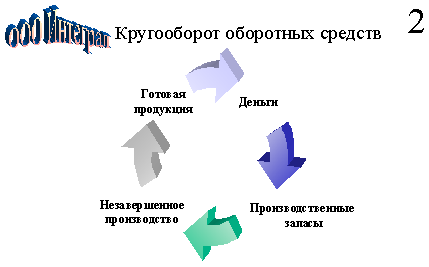 ООО Интеграл
Кругооборот оборотных средств
2
Готовая
продукция
Деньги
Незавершенное
производство
Производственные
запасы